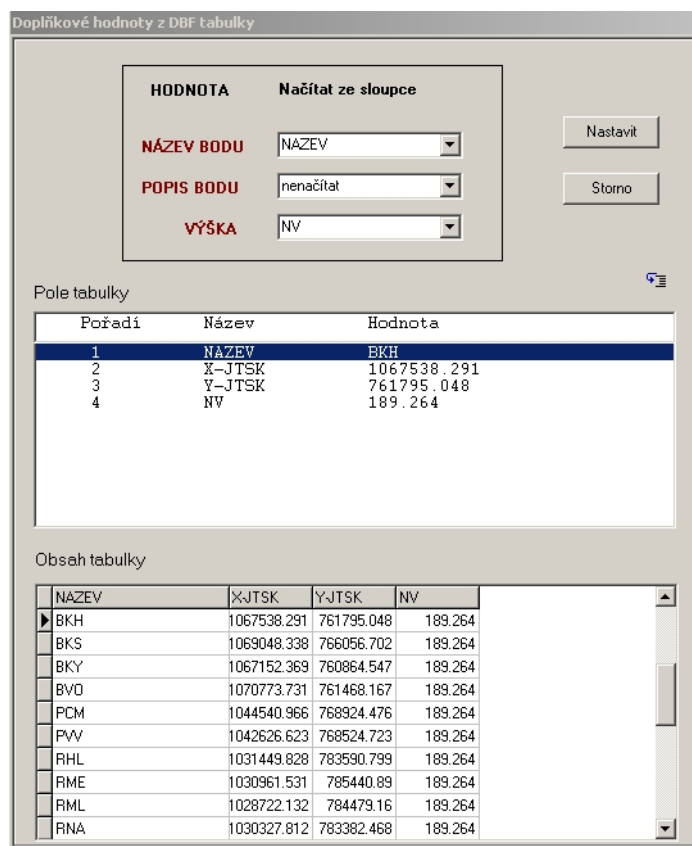 Doplňkové hodnoty z DBF tabulky
HODNOTA Načítat ze sloupce
NÁZEV BODU NAZEV
POPIS BODU nenačítat
VÝŠKA NV
Nastavit
Storno
Pole tabulky
Pořadí Název Hodnota
1 NAZEV BKH
2 X-JTSK 1067538.291
3 Y-JTSK 761795.048
4 NV 189.264
Obsah tabulky
NAZEV X-JTSK Y-JTSK NV
BKH 1067538.291 761795.048 189.264
BKS 1069048.338 766056.702 189.264
BKY 1067152.369 760864.547 189.264
BVO 1070773.731 761468.167 189.264
PCM 1044540.966 768924.476 189.264
PVV 1042626.623 768524.723 189.264
RHL 1031449.828 783590.799 189.264
RME 1030961.531 785440.89 189.264
RML 1028722.132 784479.16 189.264
RNA 1030327.812 783382.468 189.264